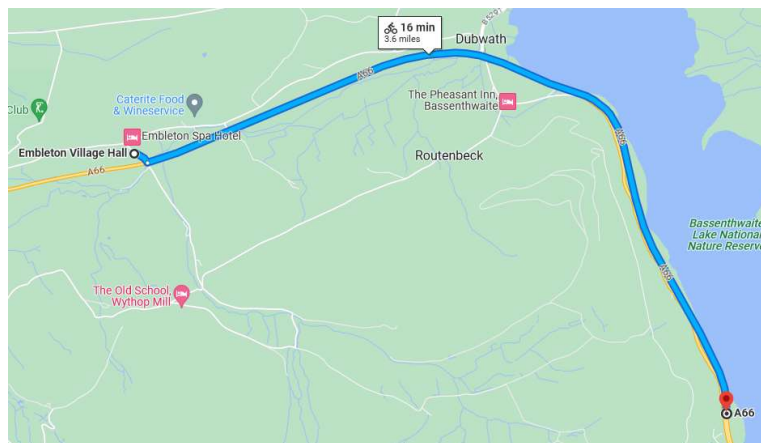 B5291
16 min
3.6 miles
Dubwath
A66
The Pheasant Inn,
Bassenthwaite
Caterite Food
& Wineservice
Club
Embleton Spa Hotel
Embleton Village Hall
A66
A66
Routenbeck
Bassenthwaite
Lake National
Nature Reserve
A66
The Old School,
Wythop Mill
A66